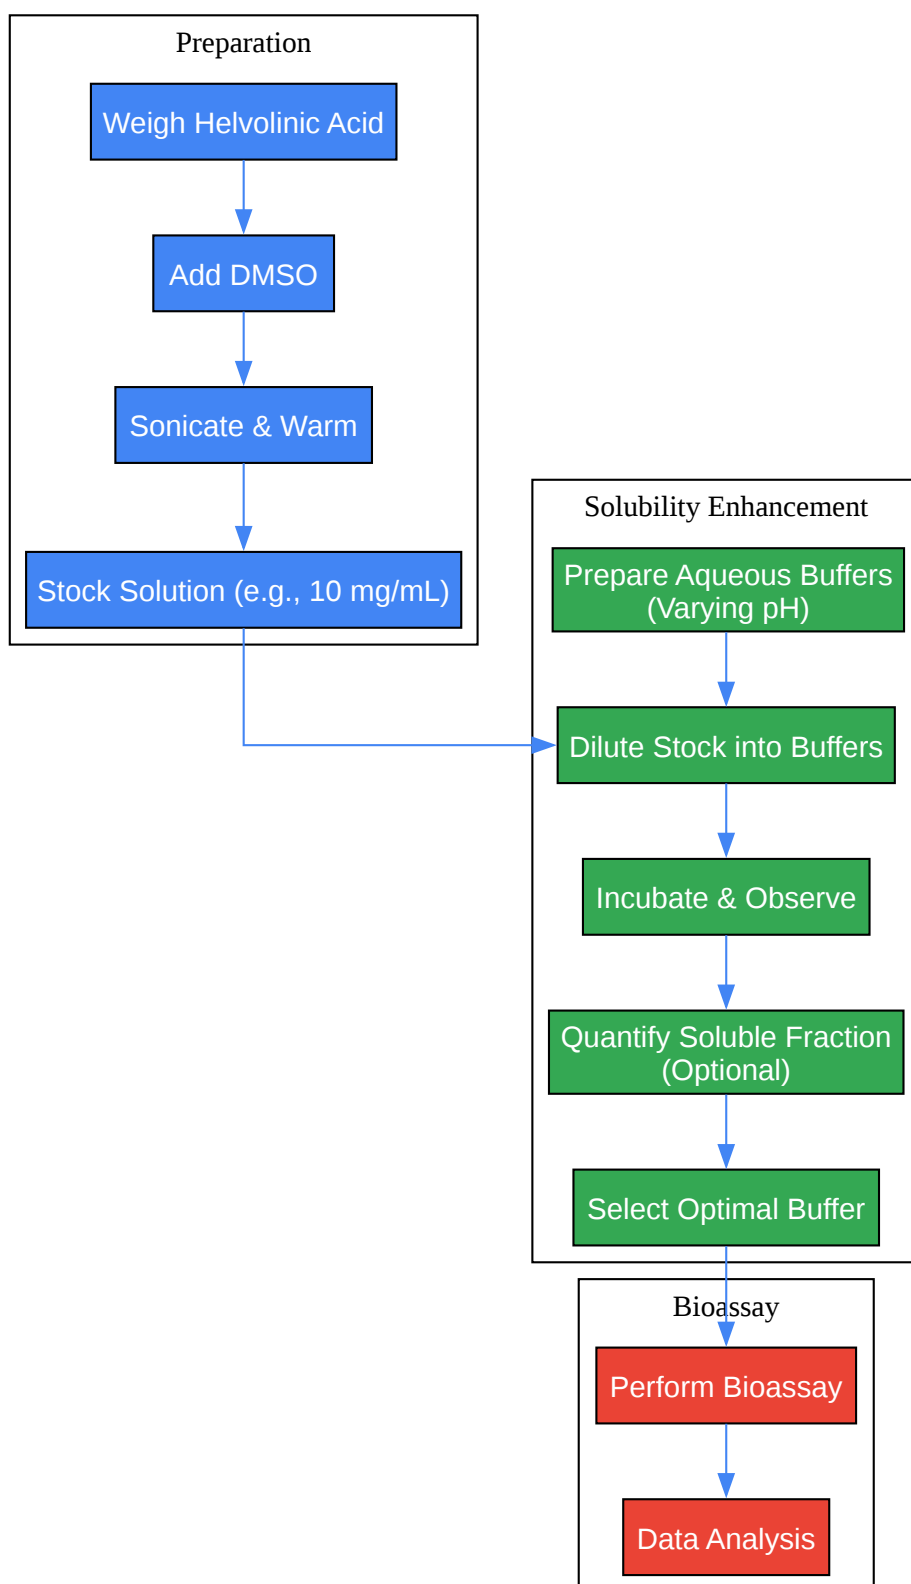 Preparation
Weigh Helvolinic Acid
Add DMSO
Sonicate & Warm
Stock Solution (e.g., 10 mg/mL)
Solubility Enhancement
Prepare Aqueous Buffers
(Varying pH)
Dilute Stock into Buffers
Incubate & Observe
Quantify Soluble Fraction
(Optional)
Select Optimal Buffer
Bioassay
Perform Bioassay
Data Analysis